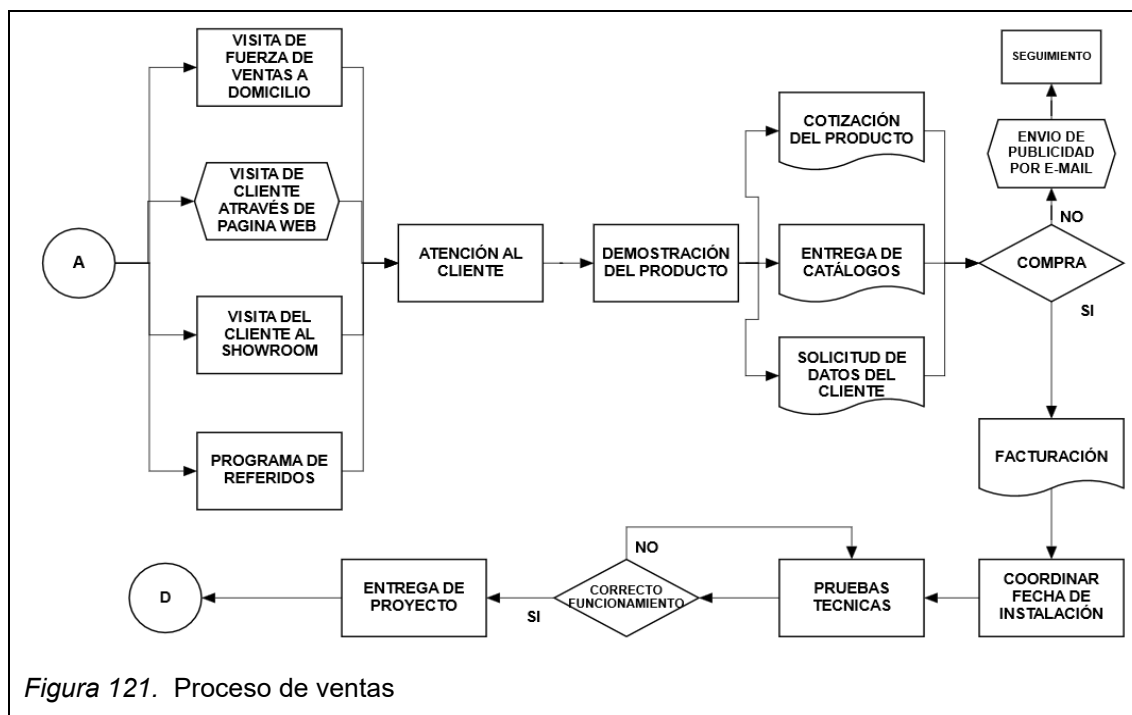 VISITA DE
FUERZA DE
VENTAS A
DOMICILIO
VISITA DE
CLIENTE
ATRAVÉS DE
PAGINA WEB
A
VISITA DEL
CLIENTE AL
SHOWROOM
PROGRAMA DE
REFERIDOS
ATENCIÓN AL
CLIENTE
DEMOSTRACIÓN
DEL PRODUCTO
COTIZACIÓN
DEL PRODUCTO
ENTREGA DE
CATÁLOGOS
SOLICITUD DE
DATOS DEL
CLIENTE
SEGUIMIENTO
ENVIO DE
PUBLICIDAD
POR E-MAIL
NO
COMPRA
SI
FACTURACIÓN
COORDINAR
FECHA DE
INSTALACIÓN
PRUEBAS
TECNICAS
NO
CORRECTO
FUNCIONAMIENTO
SI
ENTREGA DE
PROYECTO
D
Figura 121. Proceso de ventas